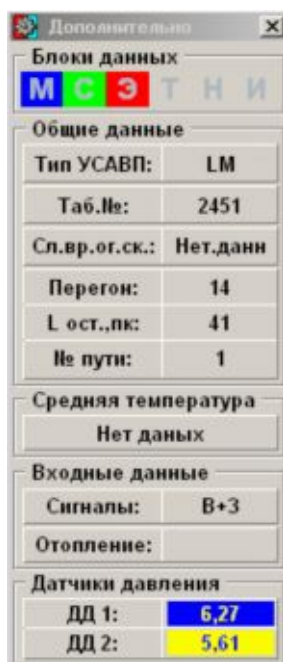 Дополнительно
Блоки данных
М С Э Т Н И
Общие данные
Тип УСАВП: LM
Таб.№: 2451
Сл.вр.ог.ск.: Нет.данн
Перегон: 14
L ост.,пк: 41
№ пути: 1
Средняя температура
Нет даных
Входные данные
Сигналы: В+З
Отопление:
Датчики давления
ДД 1: 6,27
ДД 2: 5,61